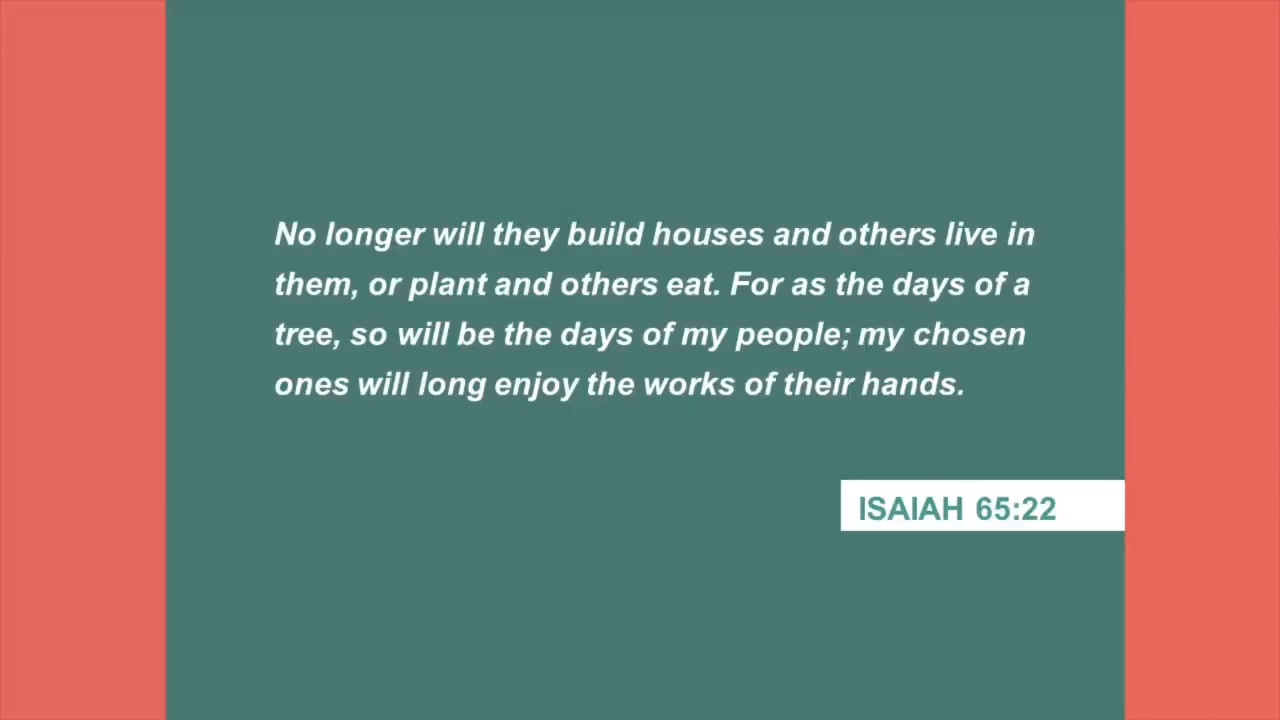 No longer will they build houses and others live in
them, or plant and others eat. For as the days of a
tree, so will be the days of my people; my chosen
ones will long enjoy the works of their hands.
ISAIAH 65:22